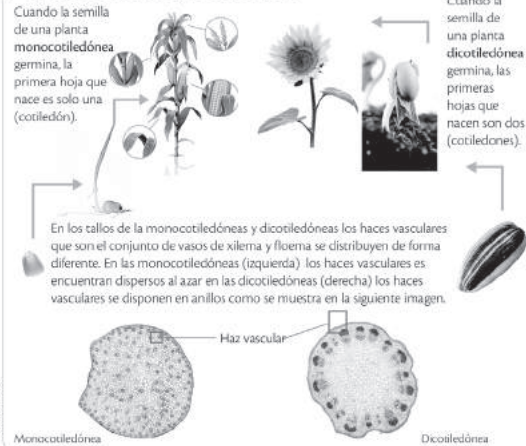 Cuando la semilla
de una planta
monocotiledónea
germina, la
primera hoja que
nace es solo una
(cotiledón).
Cuando la
semilla de
una planta
dicotiledónea
germina, las
primeras
hojas que
nacen son dos
(cotiledones).
En los tallos de la monocotiledóneas y dicotiledóneas los haces vasculares
que son el conjunto de vasos de xilema y floema se distribuyen de forma
diferente. En las monocotiledóneas (izquierda) los haces vasculares es
encuentran dispersos al azar en las dicotiledóneas (derecha) los haces
vasculares se disponen en anillos como se muestra en la siguiente imagen.
Haz vascular
Monocotiledónea
Dicotiledónea